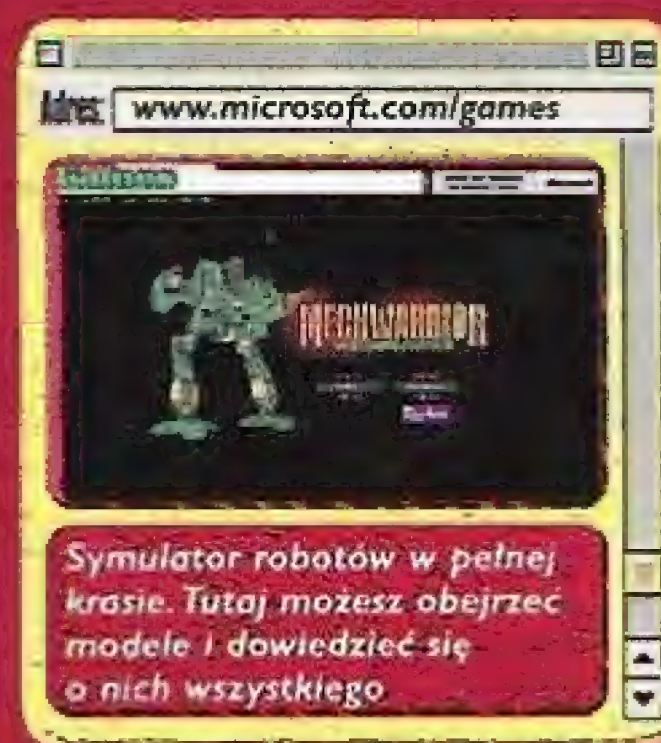 Adres: www.microsoft.com/games
MECHWARRIOR
Symulator robotów w pełnej
krasie. Tutaj możesz obejrzeć
modele i dowiedzieć się
o nich wszystkiego